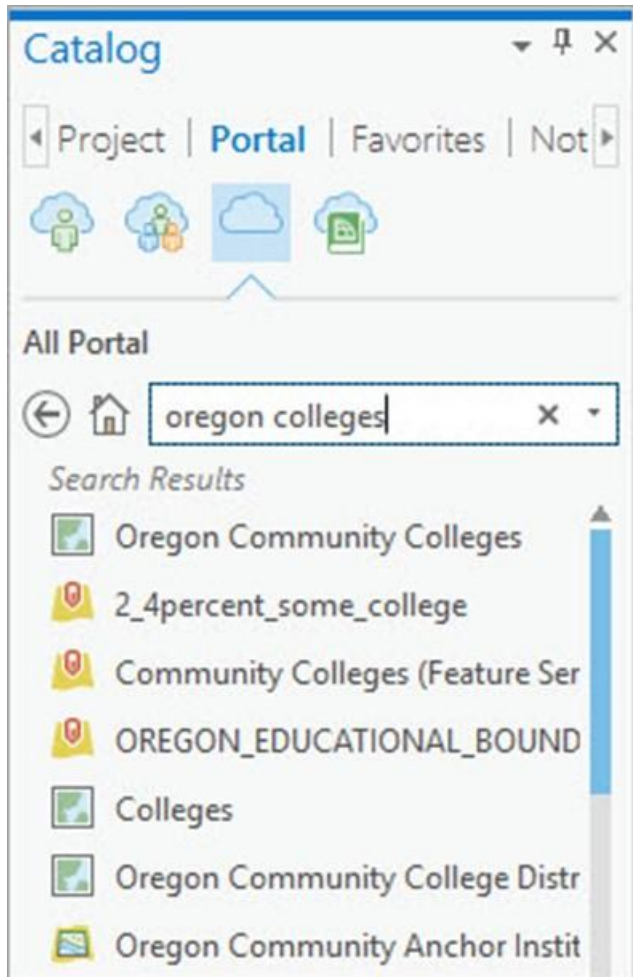 Catalog
Project | Portal | Favorites | Not
All Portal
oregon colleges
Search Results
Oregon Community Colleges
2_4percent_some_college
Community Colleges (Feature Ser
OREGON_EDUCATIONAL_BOUND
Colleges
Oregon Community College Distr
Oregon Community Anchor Instit